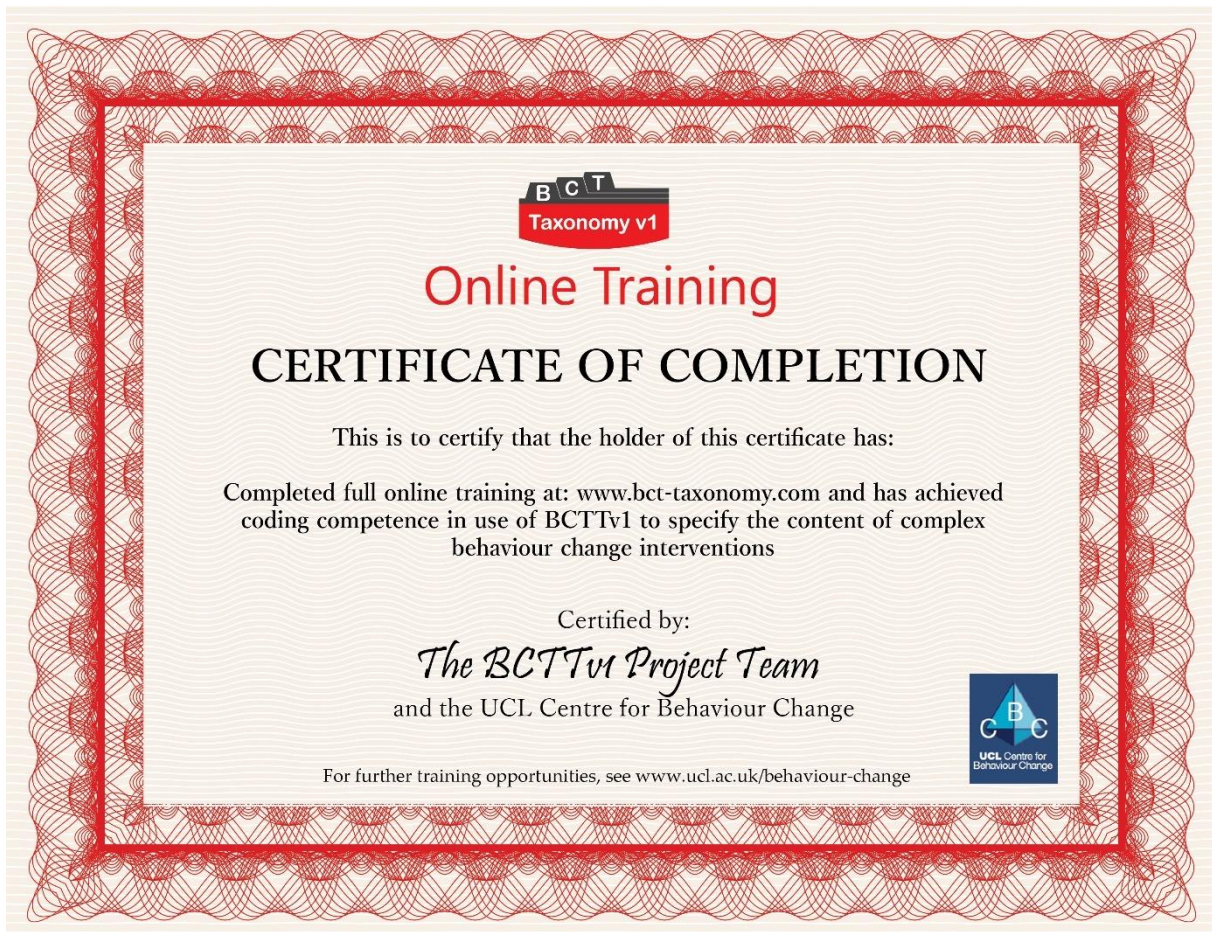 B C T
Taxonomy v1
Online Training
CERTIFICATE OF COMPLETION
This is to certify that the holder of this certificate has:
Completed full online training at: www.bct-taxonomy.com and has achieved
coding competence in use of BCTTv1 to specify the content of complex
behaviour change interventions
Certified by:
The BCTTv1 Project Team
and the UCL Centre for Behaviour Change
C B C
UCL Centre for
Behaviour Change
For further training opportunities, see www.ucl.ac.uk/behaviour-change